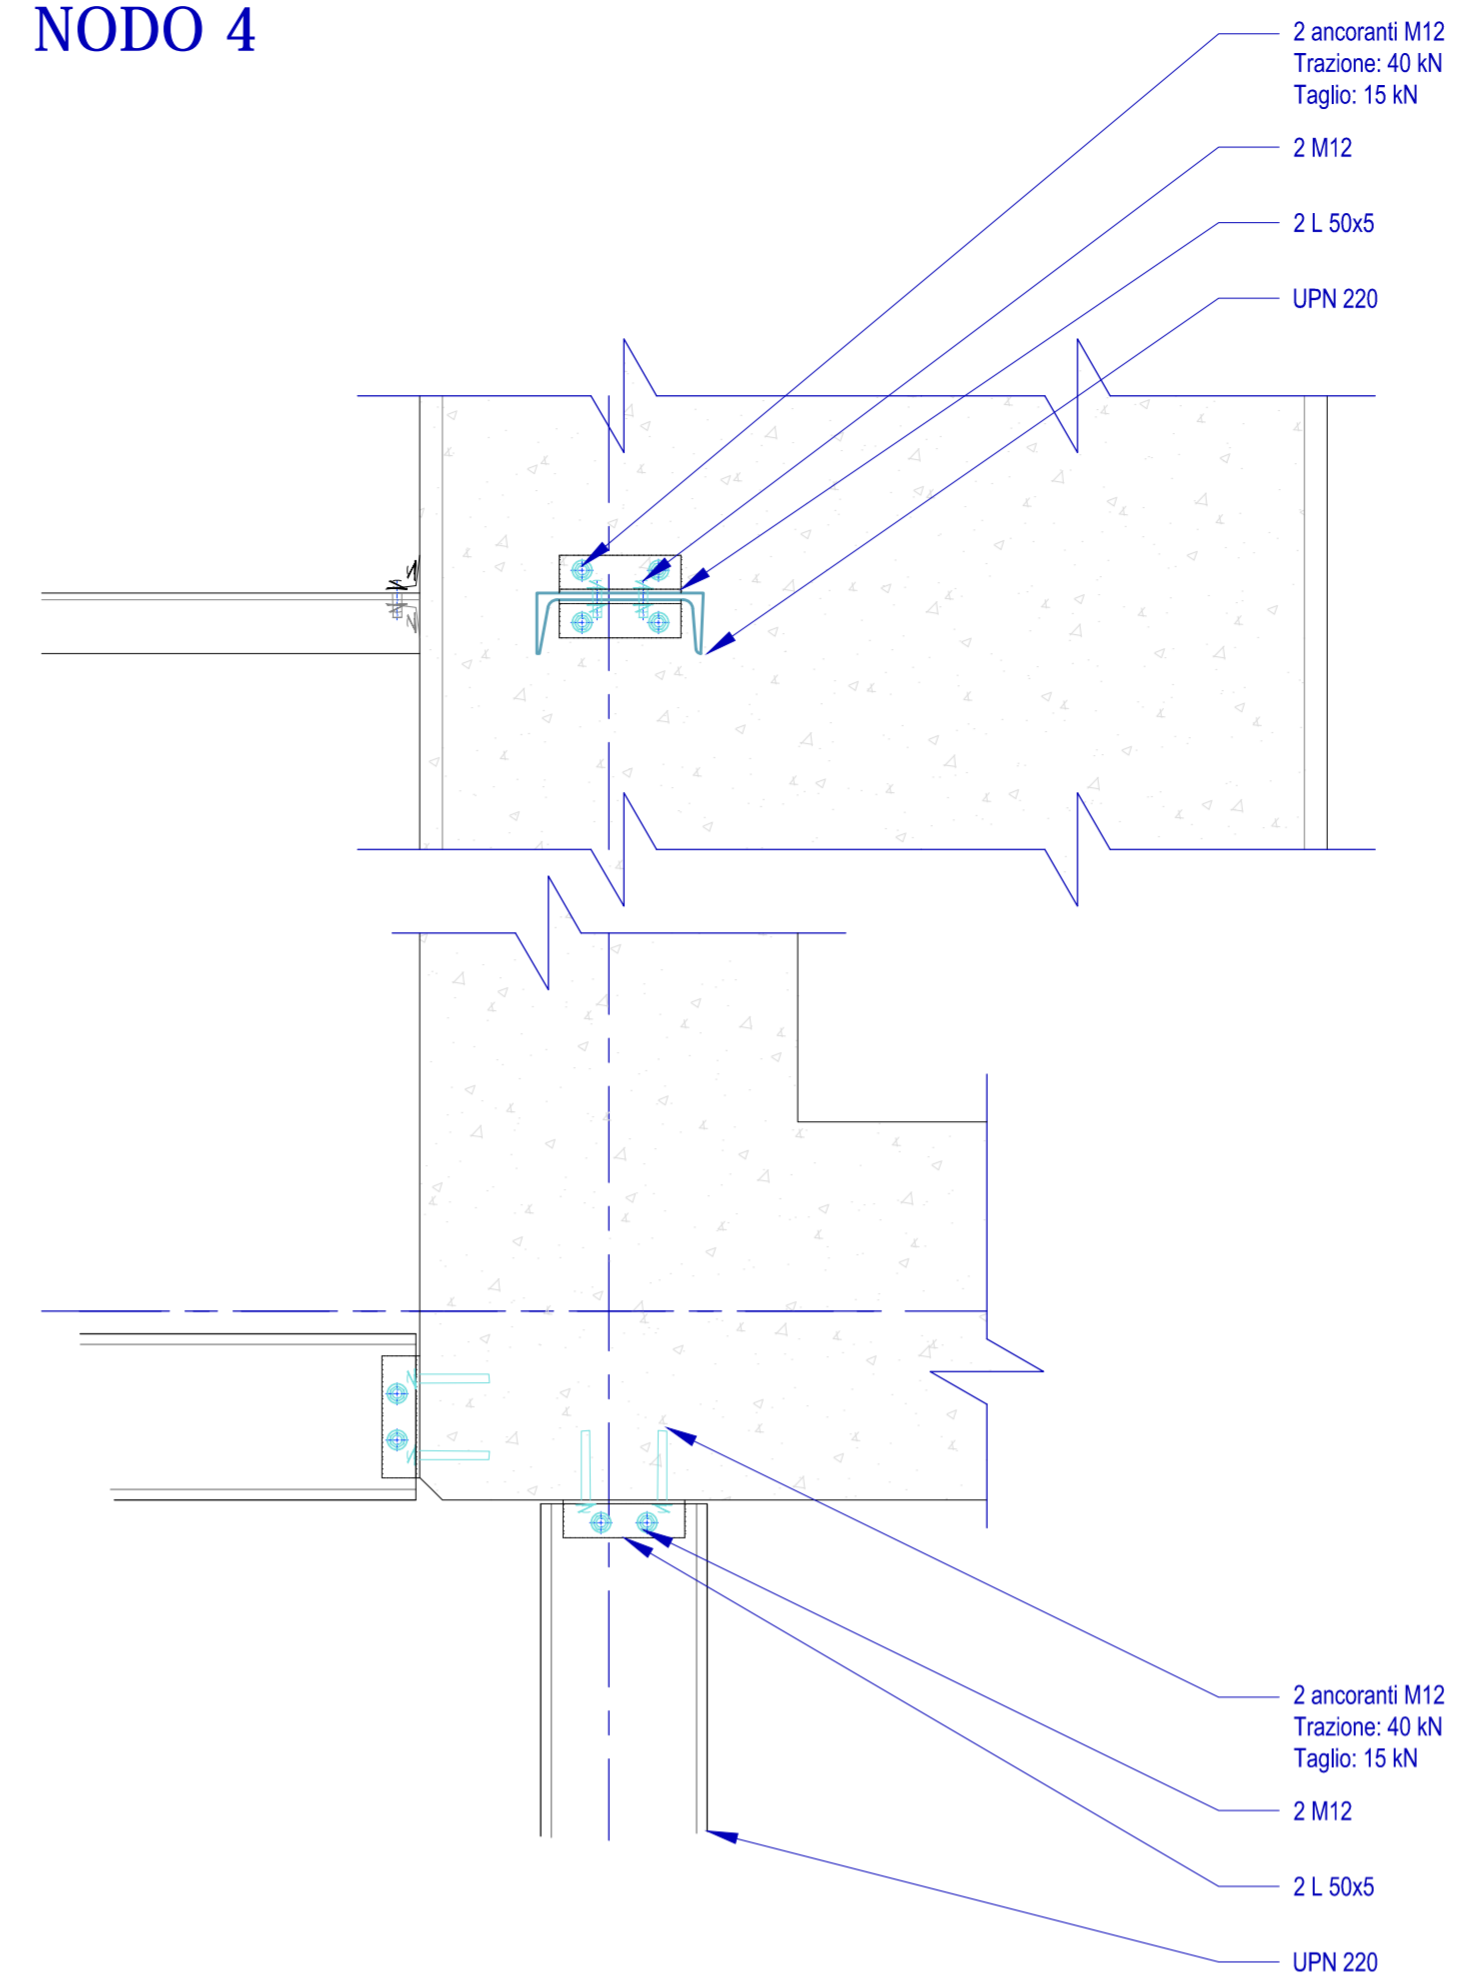 NODO 4
2 ancoranti M12
Trazione: 40 kN
Taglio: 15 kN
2 M12
2 L 50x5
UPN 220
2 ancoranti M12
Trazione: 40 kN
Taglio: 15 kN
2 M12
2 L 50x5
UPN 220